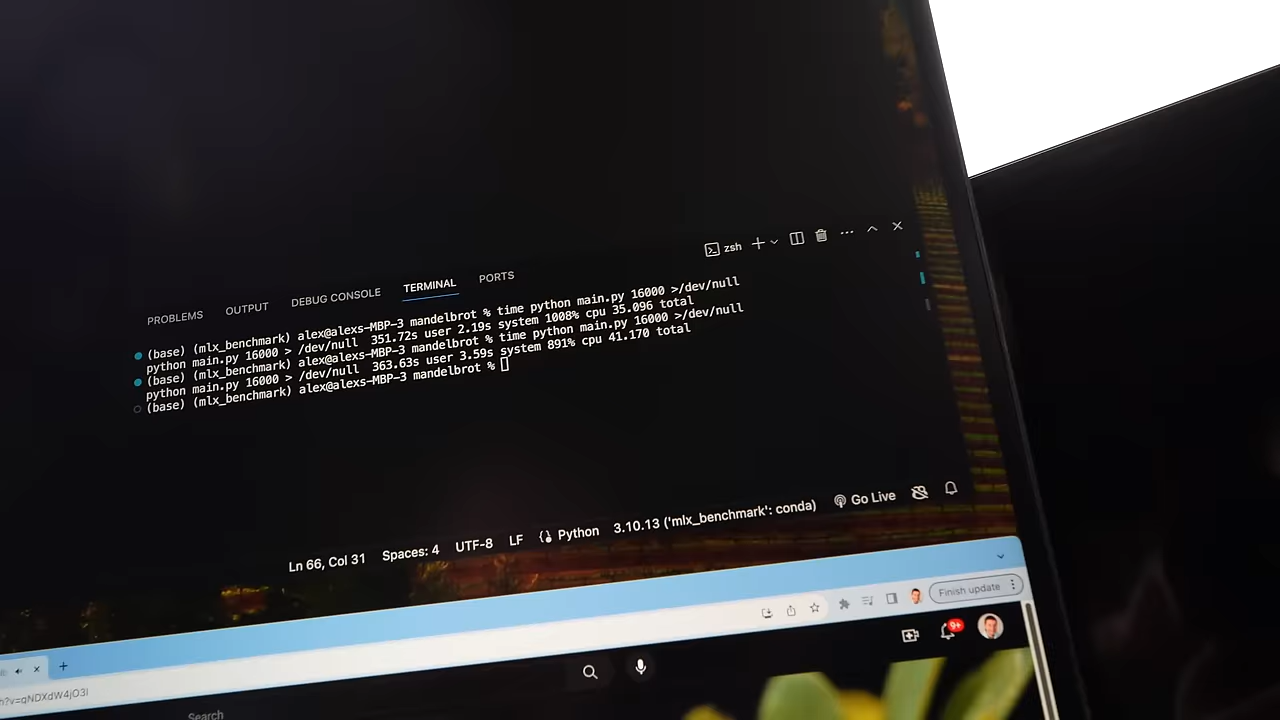 zsh
PROBLEMS OUTPUT DEBUG CONSOLE TERMINAL PORTS
(base) (mlx_benchmark) alex@alexs-MBP-3 mandelbrot % time python main.py 16000 >/dev/null
python main.py 16000 > /dev/null 351.72s user 2.19s system 1008% cpu 35.096 total
(base) (mlx_benchmark) alex@alexs-MBP-3 mandelbrot % time python main.py 16000 >/dev/null
python main.py 16000 > /dev/null 363.63s user 3.59s system 891% cpu 41.170 total
(base) (mlx_benchmark) alex@alexs-MBP-3 mandelbrot %
Ln 66, Col 31 Spaces: 4 UTF-8 LF Python 3.10.13 ('mlx_benchmark': conda) Go Live
Finish update
9+
h?v=gNDXdW4jO3I
Search